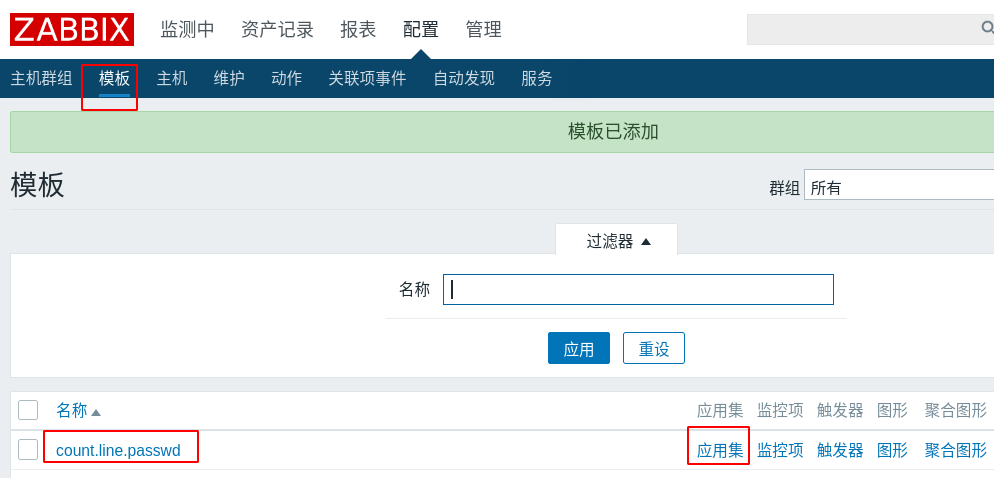 ZABBIX 监测中 资产记录 报表 配置 管理
主机群组 模板 主机 维护 动作 关联项事件 自动发现 服务
模板已添加
模板 群组 所有
过滤器
名称
应用 重设
名称 应用集 监控项 触发器 图形 聚合图形
count.line.passwd 应用集 监控项 触发器 图形 聚合图形